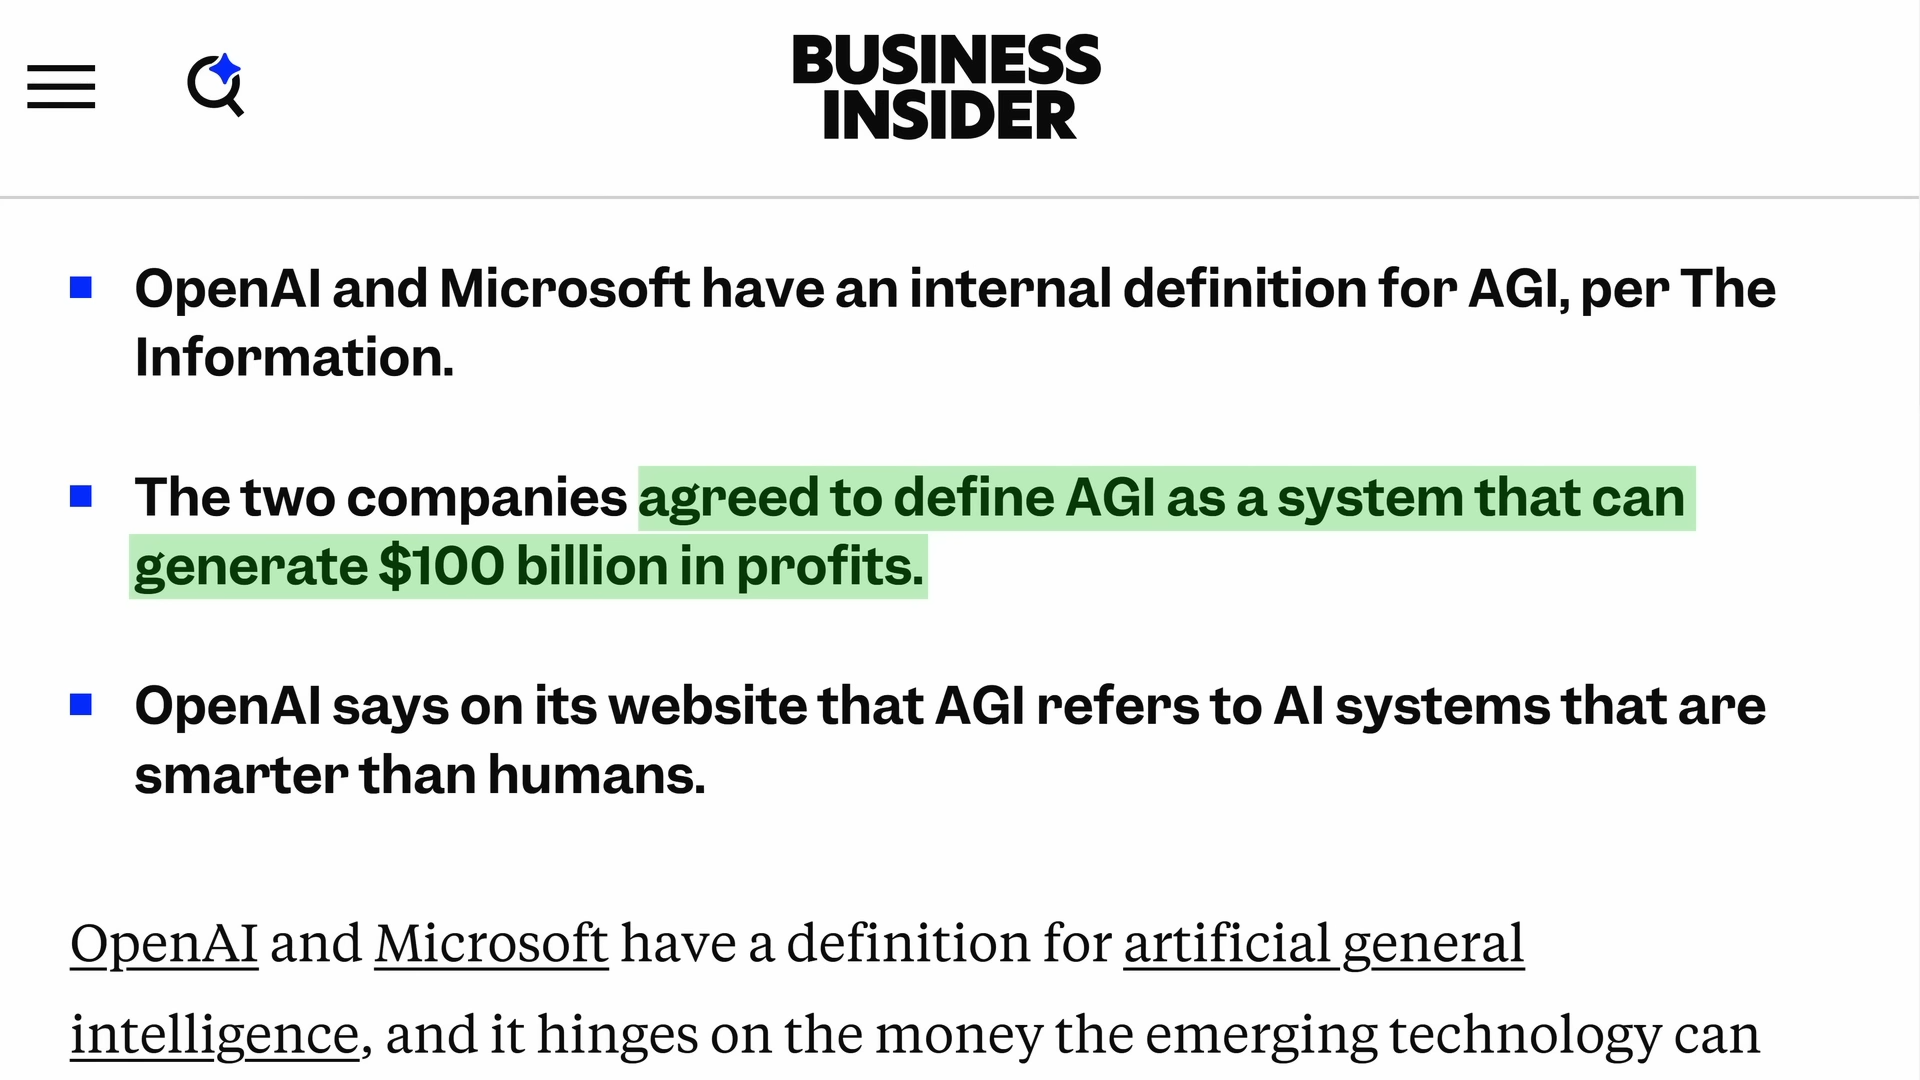 BUSINESS
INSIDER
OpenAI and Microsoft have an internal definition for AGI, per The
Information.
The two companies agreed to define AGI as a system that can
generate $100 billion in profits.
OpenAI says on its website that AGI refers to AI systems that are
smarter than humans.
OpenAI and Microsoft have a definition for artificial general
intelligence, and it hinges on the money the emerging technology can